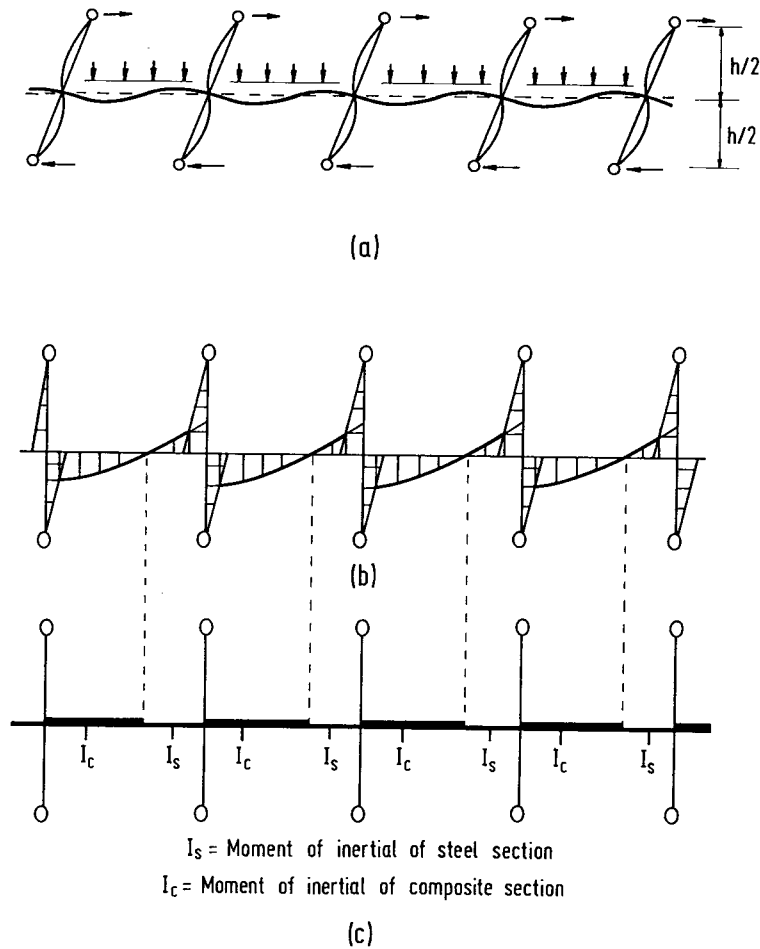 h/2
h/2
(a)
(b)
I_c I_s I_c I_s I_c I_s I_c I_s
I_s = Moment of inertial of steel section
I_c = Moment of inertial of composite section
(c)